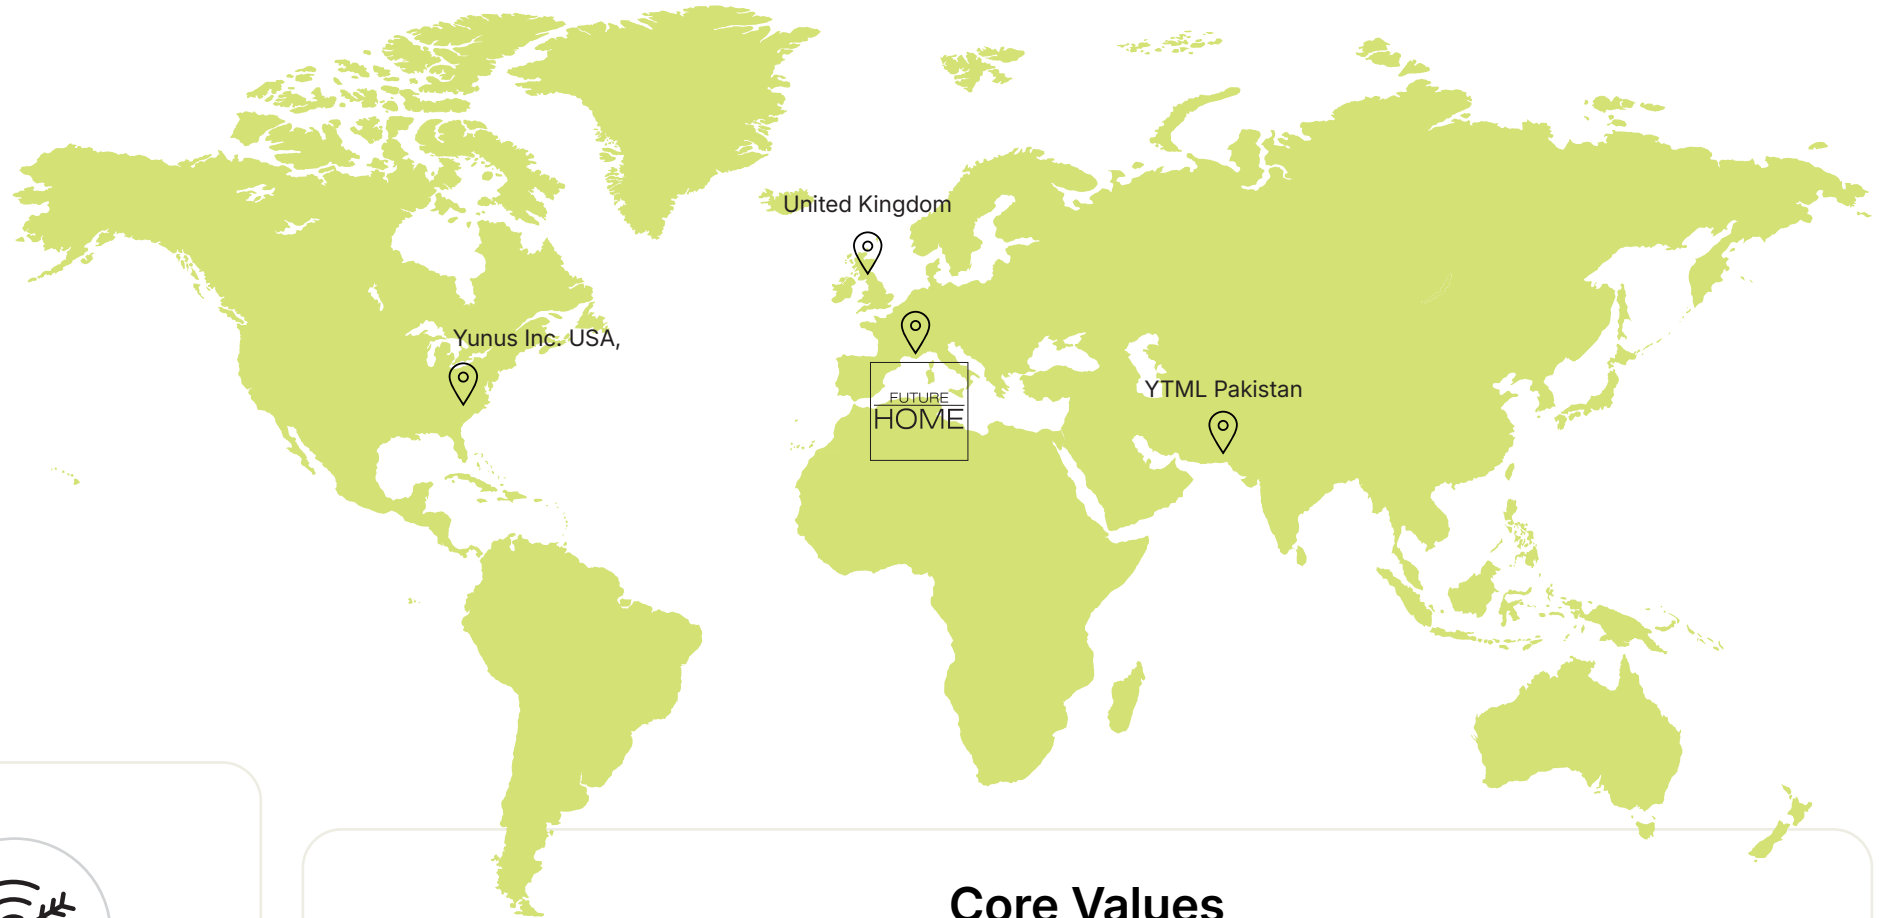 United Kingdom
Yunus Inc. USA,
YTML Pakistan
FUTURE
HOME
Core Values